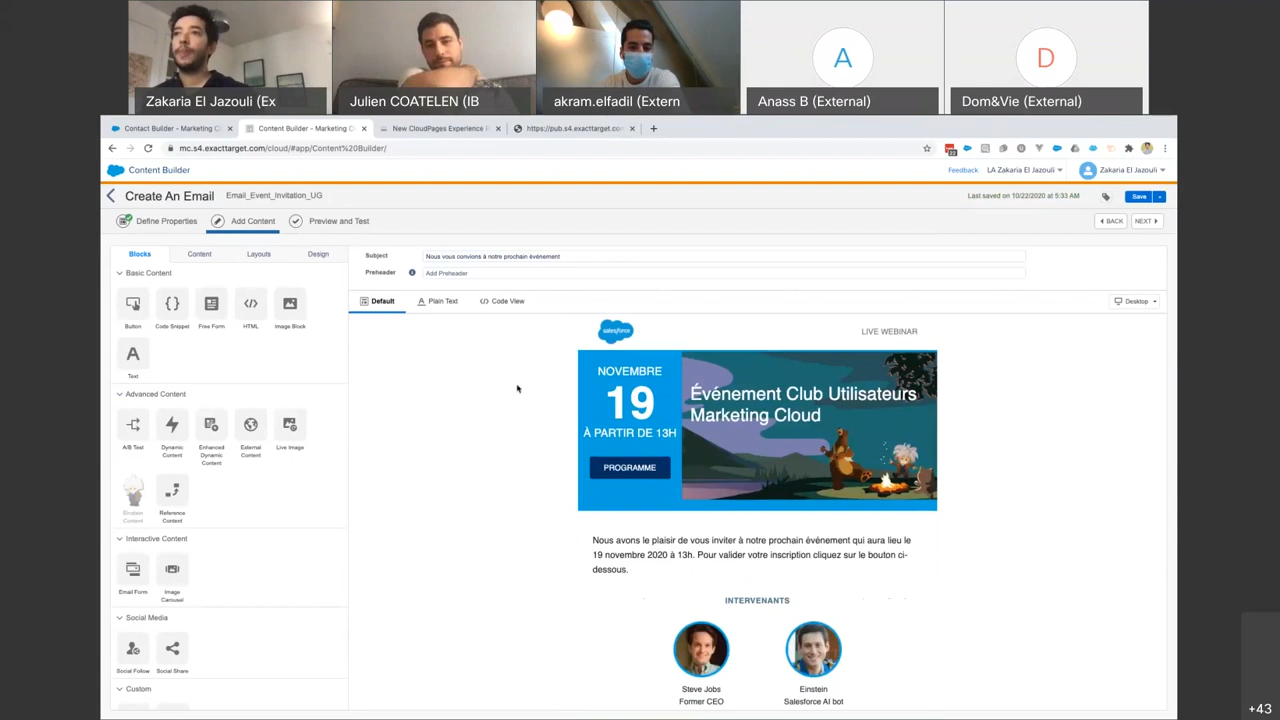 Zakaria El Jazouli (Ex
Julien COATELEN (IB
akram.elfadil (Extern
A
Anass B (External)
D
Dom&Vie (External)
Contact Builder - Marketing C
Content Builder - Marketing C
New CloudPages Experience F
https://pub.s4.exacttarget.com
mc.s4.exacttarget.com/cloud/#app/Content%20Builder/
Content Builder
Feedback
LA Zakaria El Jazouli
Zakaria El Jazouli
Create An Email
Email_Event_Invitation_UG
Last saved on 10/22/2020 at 5:33 AM
Save
Define Properties
Add Content
Preview and Test
BACK
NEXT
Blocks
Content
Layouts
Design
Subject
Nous vous convions à notre prochain événement
Preheader
Add Preheader
Basic Content
Button
Code Snippet
Free Form
HTML
Image Block
Text
Default
Plain Text
Code View
Desktop
Advanced Content
A/B Test
Dynamic Content
Enhanced Dynamic Content
External Content
Live Image
Einstein Content
Reference Content
Interactive Content
Email Form
Image Carousel
Social Media
Social Follow
Social Share
Custom
salesforce
LIVE WEBINAR
NOVEMBRE
19
À PARTIR DE 13H
PROGRAMME
Événement Club Utilisateurs
Marketing Cloud
Nous avons le plaisir de vous inviter à notre prochain événement qui aura lieu le
19 novembre 2020 à 13h. Pour valider votre inscription cliquez sur le bouton ci-
dessous.
INTERVENANTS
Steve Jobs
Former CEO
Einstein
Salesforce AI bot
+43